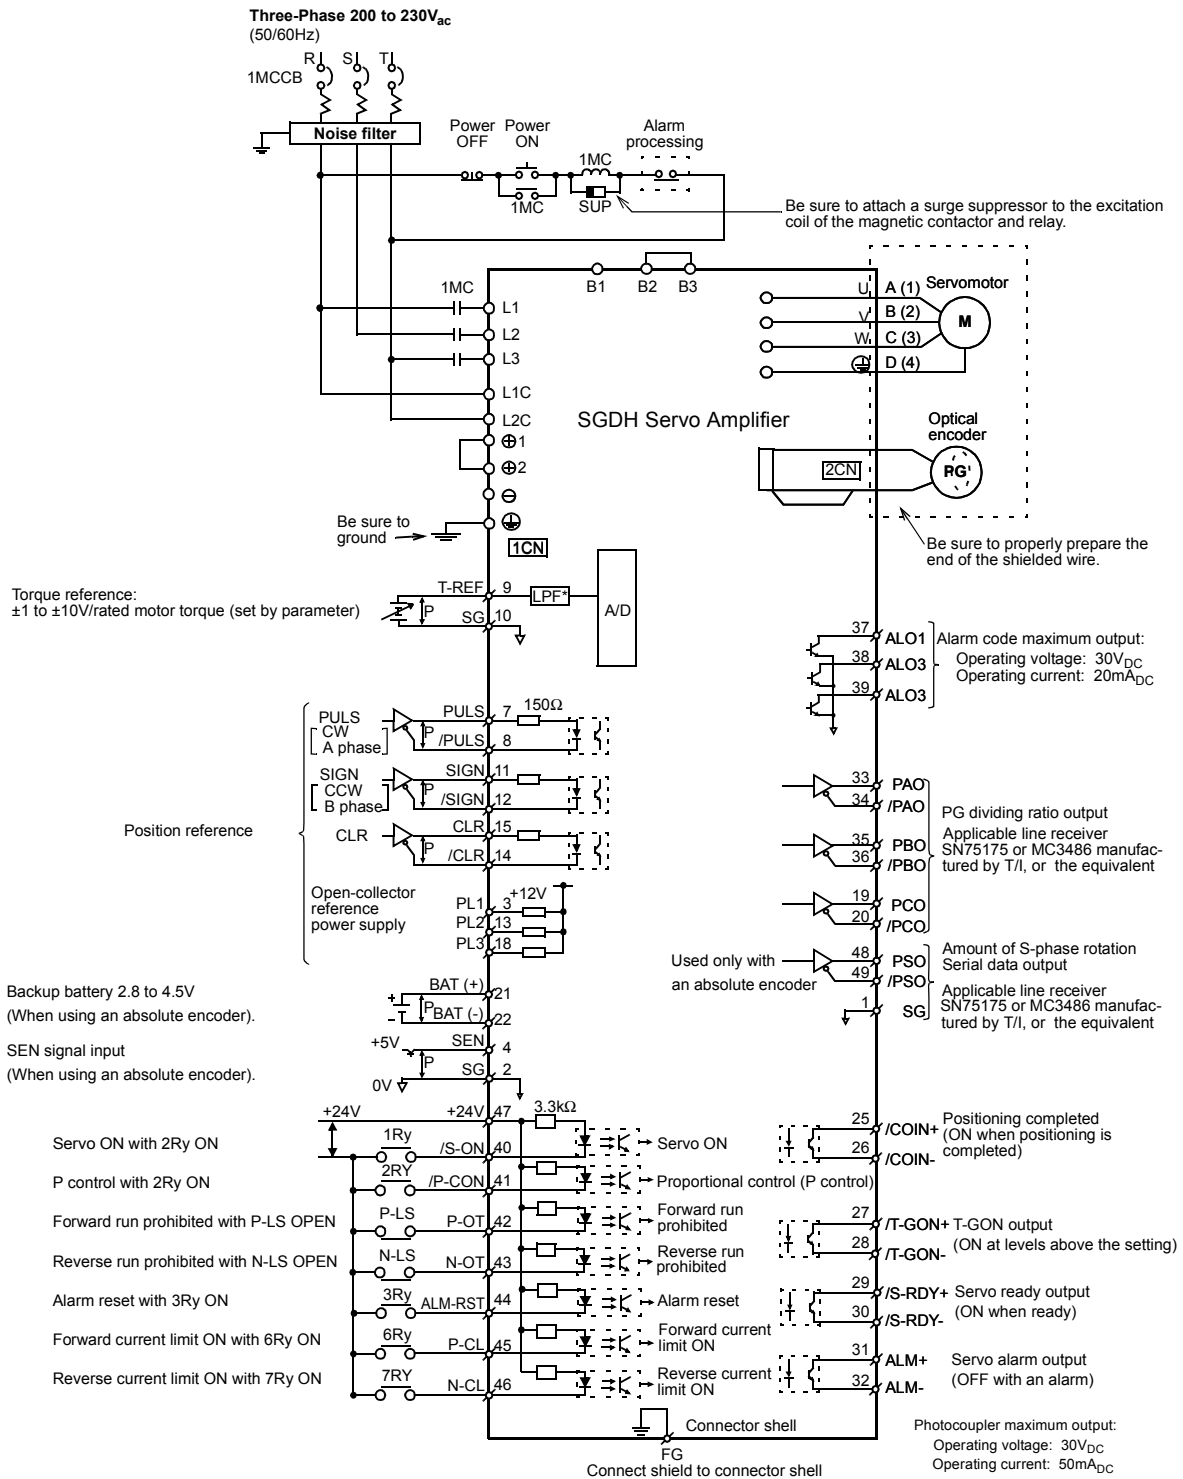 Three-Phase 200 to 230Vac
(50/60Hz)
R S T
1MCCB
Noise filter
Power OFF
Power ON
Alarm processing
1MC
1MC
SUP
Be sure to attach a surge suppressor to the excitation
coil of the magnetic contactor and relay.
B1 B2 B3
1MC
L1
L2
L3
L1C
L2C
⊕1
⊕2
⊖
Be sure to
ground
1CN
SGDH Servo Amplifier
U A (1)
V B (2)
W C (3)
D (4)
Servomotor
M
Optical
encoder
2CN
PG
Be sure to properly prepare the
end of the shielded wire.
Torque reference:
±1 to ±10V/rated motor torque (set by parameter)
P
T-REF 9
SG 10
LPF*
A/D
37 ALO1
38 ALO3
39 ALO3
Alarm code maximum output:
Operating voltage: 30VDC
Operating current: 20mADC
Position reference
PULS
CW
A phase
P
PULS 7
/PULS 8
150Ω
SIGN
CCW
B phase
P
SIGN 11
/SIGN 12
CLR
P
CLR 15
/CLR 14
Open-collector
reference
power supply
+12V
PL1 3
PL2 13
PL3 18
33 PAO
34 /PAO
35 PBO
36 /PBO
19 PCO
20 /PCO
PG dividing ratio output
Applicable line receiver
SN75175 or MC3486 manufac-
tured by T/I, or the equivalent
Used only with
an absolute encoder
48 PSO
49 /PSO
1 SG
Amount of S-phase rotation
Serial data output
Applicable line receiver
SN75175 or MC3486 manufac-
tured by T/I, or the equivalent
Backup battery 2.8 to 4.5V
(When using an absolute encoder).
+
-
P
BAT (+) 21
BAT (-) 22
SEN signal input
(When using an absolute encoder).
+5V
P
0V
SEN 4
SG 2
+24V
+24V 47
3.3kΩ
Servo ON with 2Ry ON
1Ry
/S-ON 40
Servo ON
P control with 2Ry ON
2RY
/P-CON 41
Proportional control (P control)
Forward run prohibited with P-LS OPEN
P-LS
P-OT 42
Forward run
prohibited
Reverse run prohibited with N-LS OPEN
N-LS
N-OT 43
Reverse run
prohibited
Alarm reset with 3Ry ON
3Ry
ALM-RST 44
Alarm reset
Forward current limit ON with 6Ry ON
6Ry
P-CL 45
Forward current
limit ON
Reverse current limit ON with 7Ry ON
7RY
N-CL 46
Reverse current
limit ON
25 /COIN+
26 /COIN-
Positioning completed
(ON when positioning is
completed)
27 /T-GON+
28 /T-GON-
T-GON output
(ON at levels above the setting)
29 /S-RDY+
30 /S-RDY-
Servo ready output
(ON when ready)
31 ALM+
32 ALM-
Servo alarm output
(OFF with an alarm)
Connector shell
FG
Connect shield to connector shell
Photocoupler maximum output:
Operating voltage: 30VDC
Operating current: 50mADC